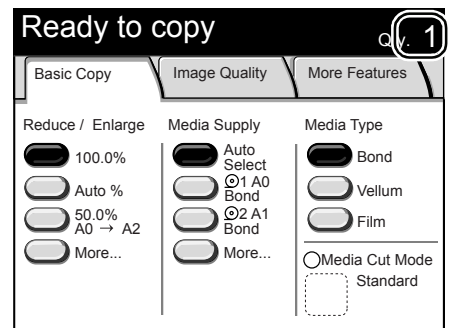 Ready to copy
Qty. 1
Basic Copy
Image Quality
More Features
Reduce / Enlarge
100.0%
Auto %
50.0%
A0 → A2
More...
Media Supply
Auto
Select
1 A0
Bond
2 A1
Bond
More...
Media Type
Bond
Vellum
Film
Media Cut Mode
Standard